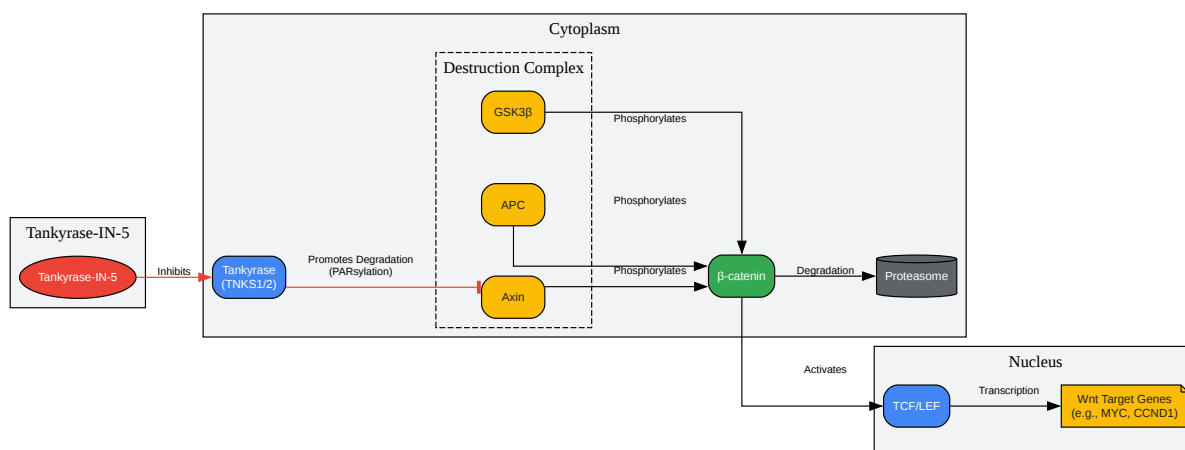 Cytoplasm
Destruction Complex
GSK3β
Phosphorylates
APC
Phosphorylates
Tankyrase-IN-5
Tankyrase-IN-5
Inhibits
Tankyrase
(TNKS1/2)
Promotes Degradation
(PARsylation)
Axin
Phosphorylates
β-catenin
Degradation
Proteasome
Activates
Nucleus
TCF/LEF
Transcription
Wnt Target Genes
(e.g., MYC, CCND1)